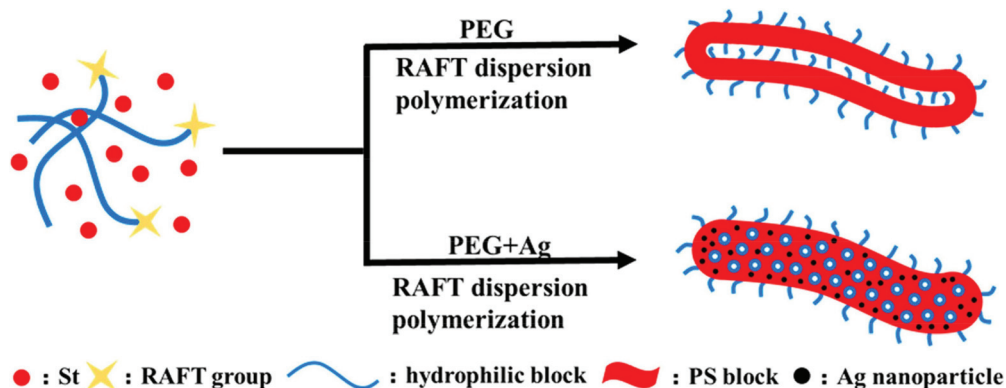 PEG
RAFT dispersion
polymerization
PEG+Ag
RAFT dispersion
polymerization
: St : RAFT group : hydrophilic block : PS block : Ag nanoparticle